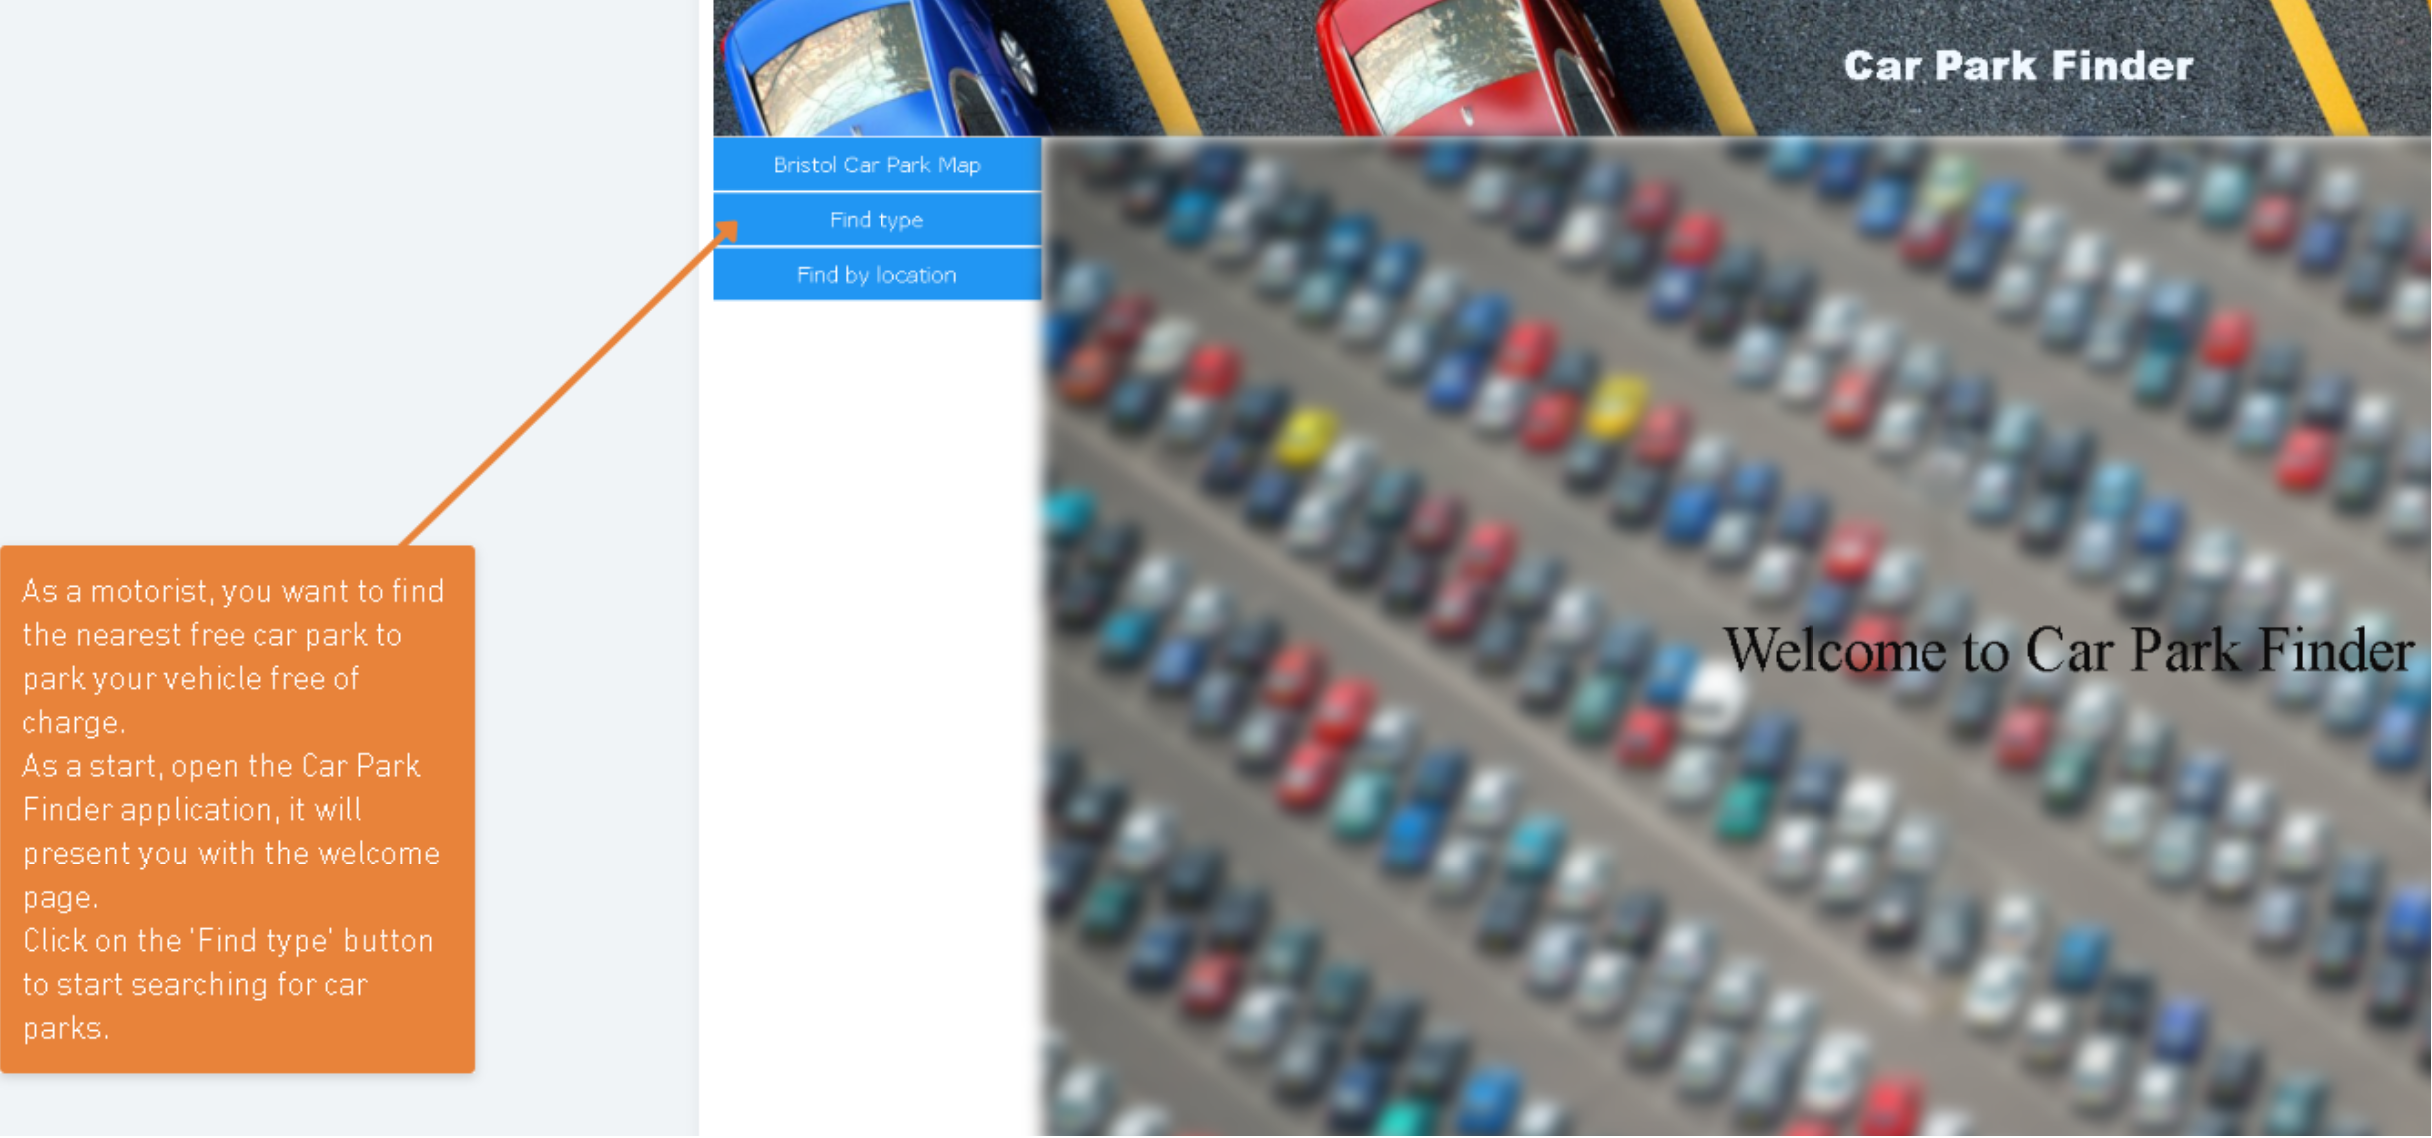 Car Park Finder
Bristol Car Park Map
Find type
Find by location
Welcome to Car Park Finder
As a motorist, you want to find
the nearest free car park to
park your vehicle free of
charge.
As a start, open the Car Park
Finder application, it will
present you with the welcome
page.
Click on the 'Find type' button
to start searching for car
parks.